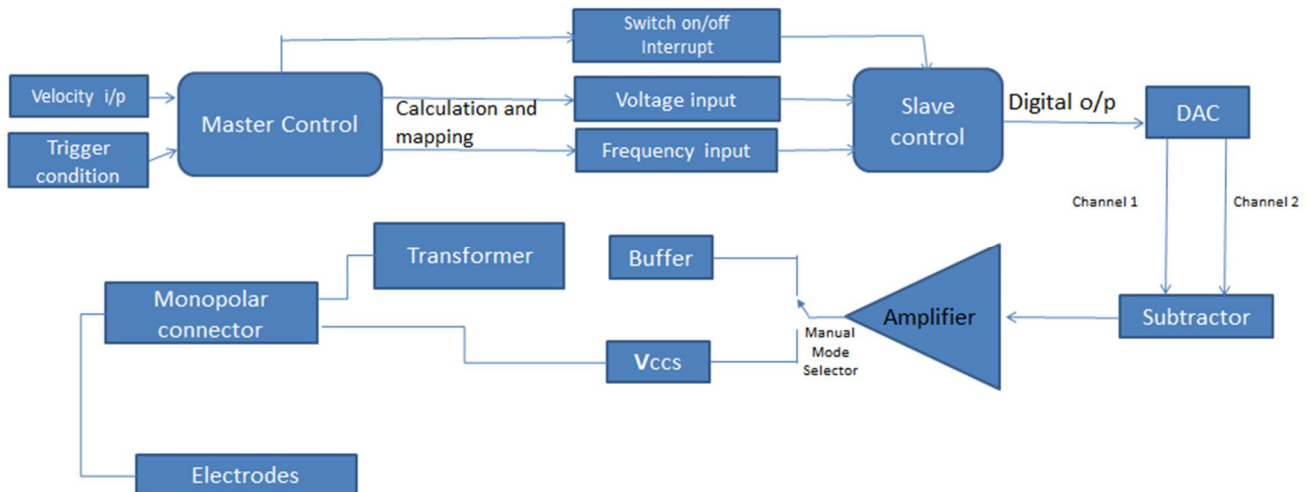 Switch on/off
Interrupt
Velocity i/p
Master Control
Calculation and
mapping
Voltage input
Slave
control
Digital o/p
DAC
Trigger
condition
Frequency input
Channel 1
Channel 2
Transformer
Buffer
Monopolar
connector
Amplifier
Subtractor
Manual
Mode
Selector
Vccs
Electrodes